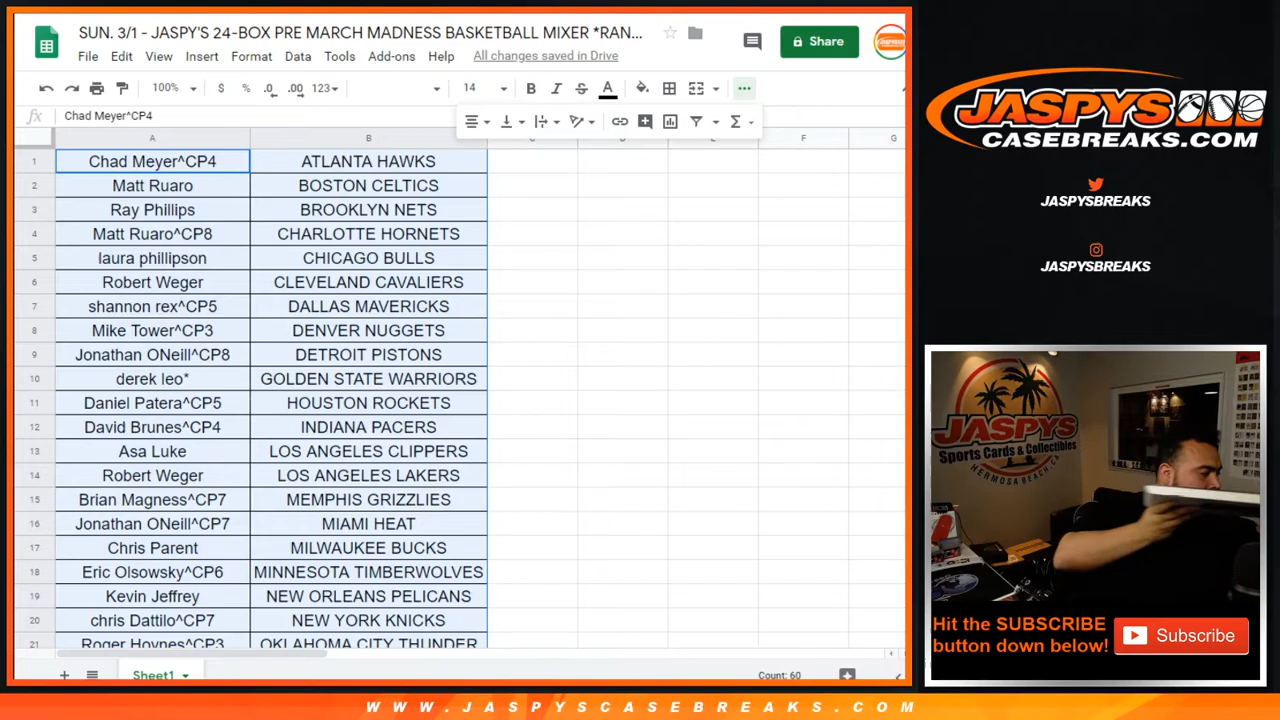 SUN. 3/1 - JASPY'S 24-BOX PRE MARCH MADNESS BASKETBALL MIXER *RAN...
File Edit View Insert Format Data Tools Add-ons Help All changes saved in Drive
Share
100% $ % .0 .00 123 14 B I S A
fx Chad Meyer^CP4
A B F G
1 Chad Meyer^CP4 ATLANTA HAWKS
2 Matt Ruaro BOSTON CELTICS
3 Ray Phillips BROOKLYN NETS
4 Matt Ruaro^CP8 CHARLOTTE HORNETS
5 laura phillipson CHICAGO BULLS
6 Robert Weger CLEVELAND CAVALIERS
7 shannon rex^CP5 DALLAS MAVERICKS
8 Mike Tower^CP3 DENVER NUGGETS
9 Jonathan ONeill^CP8 DETROIT PISTONS
10 derek leo* GOLDEN STATE WARRIORS
11 Daniel Patera^CP5 HOUSTON ROCKETS
12 David Brunes^CP4 INDIANA PACERS
13 Asa Luke LOS ANGELES CLIPPERS
14 Robert Weger LOS ANGELES LAKERS
15 Brian Magness^CP7 MEMPHIS GRIZZLIES
16 Jonathan ONeill^CP7 MIAMI HEAT
17 Chris Parent MILWAUKEE BUCKS
18 Eric Olsowsky^CP6 MINNESOTA TIMBERWOLVES
19 Kevin Jeffrey NEW ORLEANS PELICANS
20 chris Dattilo^CP7 NEW YORK KNICKS
21 Roger Hoynes^CP3 OKLAHOMA CITY THUNDER
Sheet1
Count: 60
JASPYS
CASEBREAKS.COM
JASPYSBREAKS
JASPYSBREAKS
JASPYS
Sports Cards & Collectibles
HERMOSA BEACH, CA
Hit the SUBSCRIBE
button down below!
Subscribe
WWW.JASPYSCASEBREAKS.COM